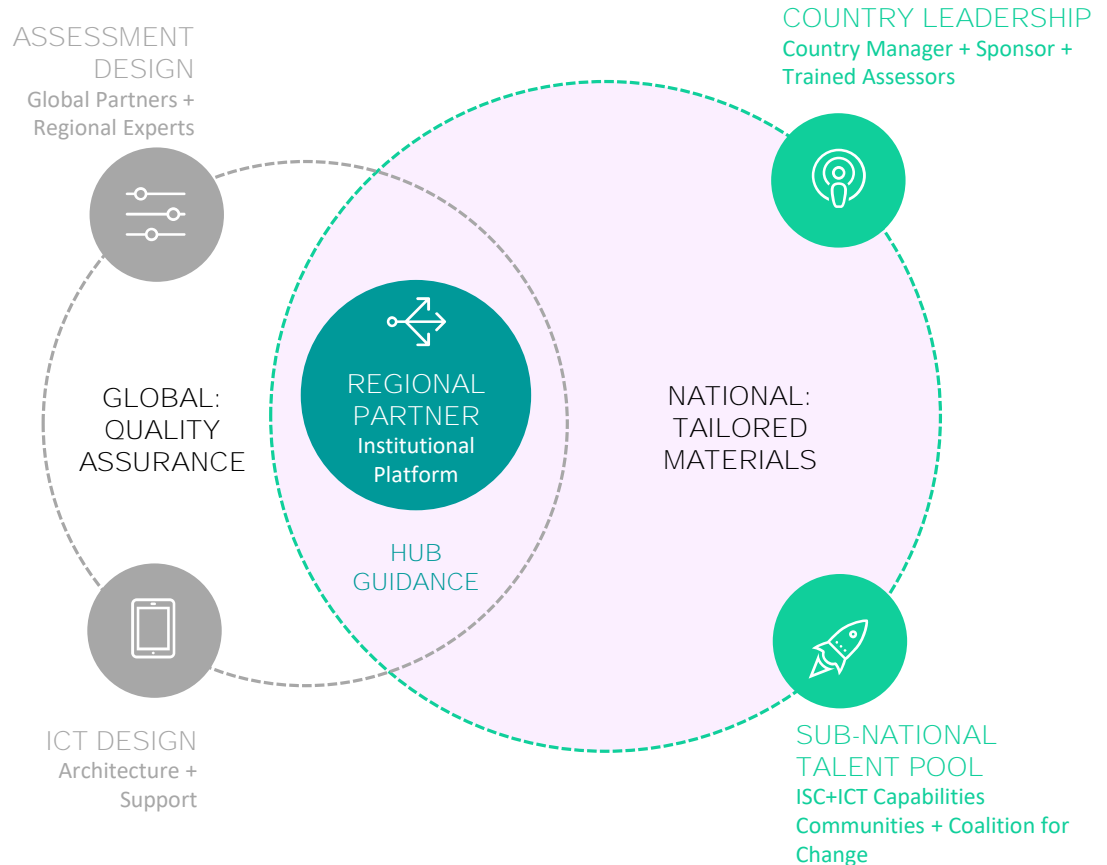 ASSESSMENT
DESIGN
Global Partners +
Regional Experts
COUNTRY LEADERSHIP
Country Manager + Sponsor +
Trained Assessors
GLOBAL:
QUALITY
ASSURANCE
REGIONAL
PARTNER
Institutional
Platform
HUB
GUIDANCE
NATIONAL:
TAILORED
MATERIALS
ICT DESIGN
Architecture +
Support
SUB-NATIONAL
TALENT POOL
ISC+ICT Capabilities
Communities + Coalition for
Change